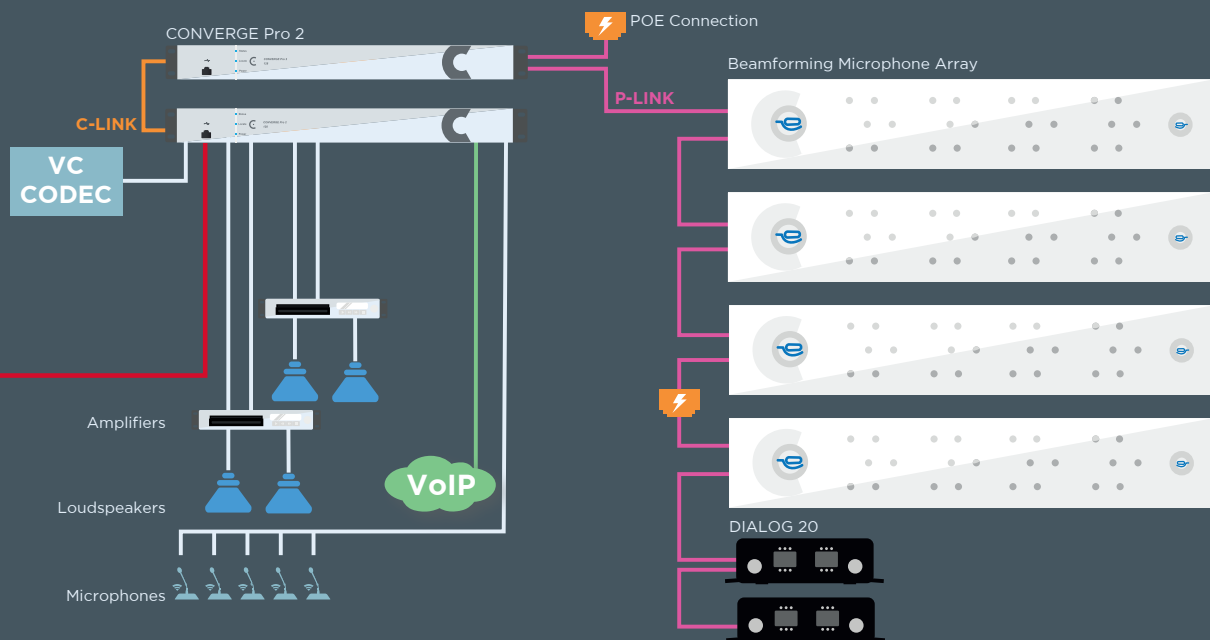 POE Connection
CONVERGE Pro 2
Beamforming Microphone Array
P-LINK
C-LINK
VC
CODEC
Amplifiers
VoIP
Loudspeakers
DIALOG 20
Microphones